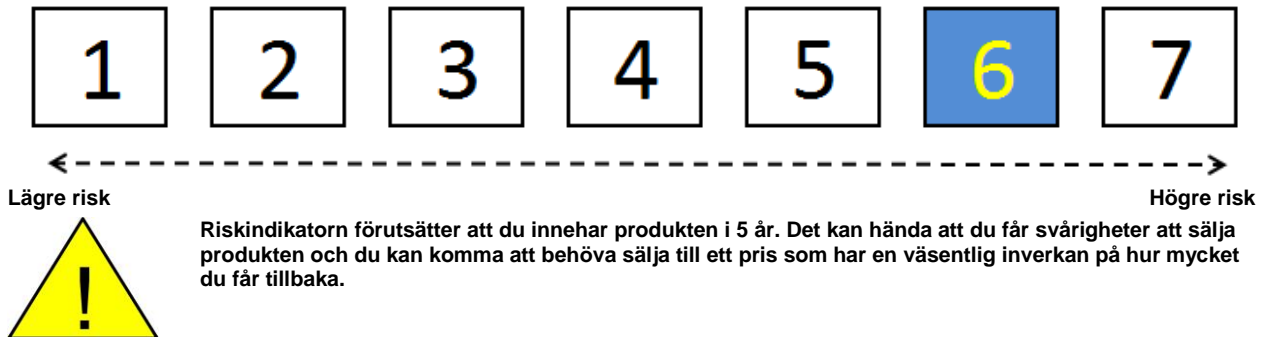 1 2 3 4 5 6 7
Lägre risk Högre risk
Riskindikatorn förutsätter att du innehar produkten i 5 år. Det kan hända att du får svårigheter att sälja
produkten och du kan komma att behöva sälja till ett pris som har en väsentlig inverkan på hur mycket
du får tillbaka.
!